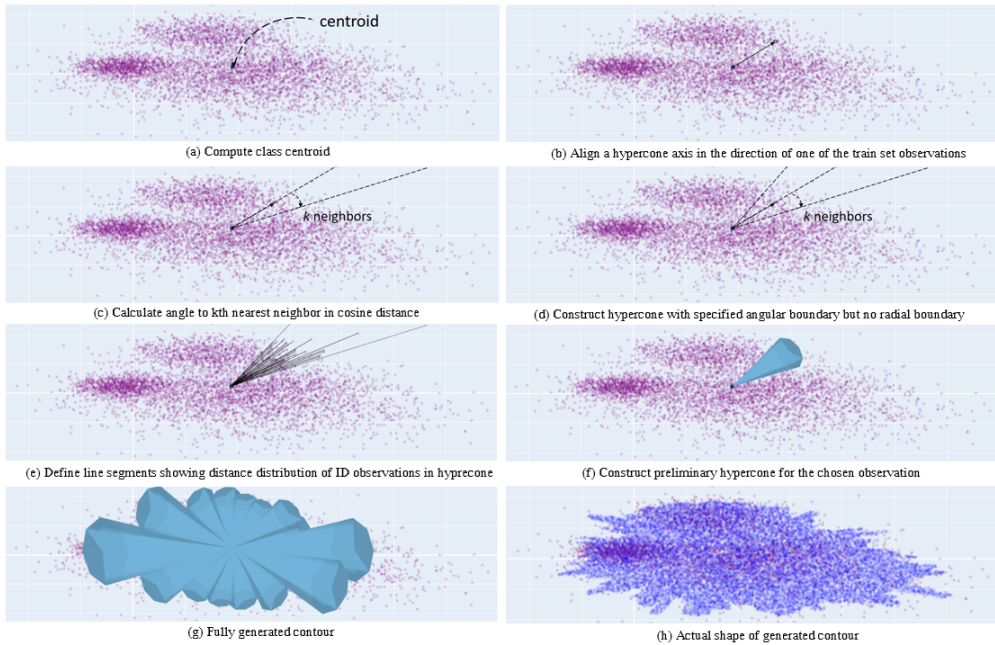 centroid
(a) Compute class centroid
(b) Align a hypercone axis in the direction of one of the train set observations
k neighbors
(c) Calculate angle to kth nearest neighbor in cosine distance
k neighbors
(d) Construct hypercone with specified angular boundary but no radial boundary
(e) Define line segments showing distance distribution of ID observations in hyprecone
(f) Construct preliminary hypercone for the chosen observation
(g) Fully generated contour
(h) Actual shape of generated contour